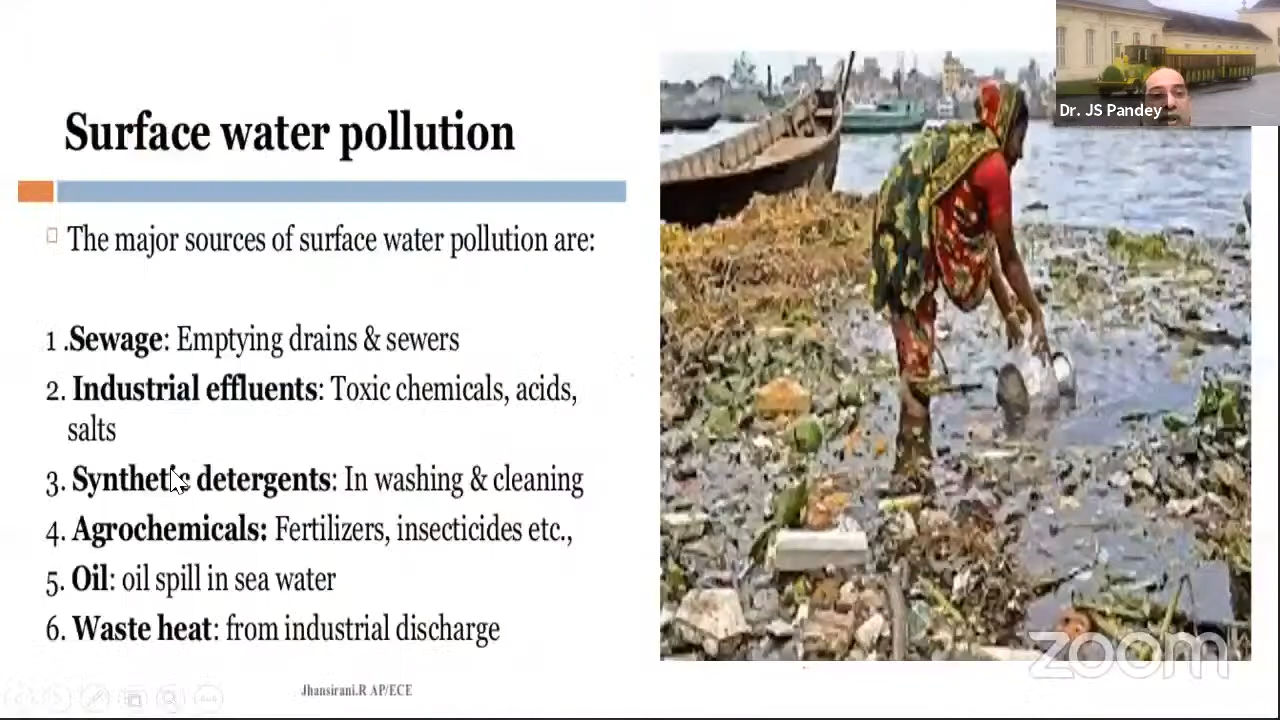 Surface water pollution
The major sources of surface water pollution are:
1 .Sewage: Emptying drains & sewers
2. Industrial effluents: Toxic chemicals, acids,
salts
3. Synthetic detergents: In washing & cleaning
4. Agrochemicals: Fertilizers, insecticides etc.,
5. Oil: oil spill in sea water
6. Waste heat: from industrial discharge
Jhansirani.R AP/ECE
Dr. JS Pandey
zoom